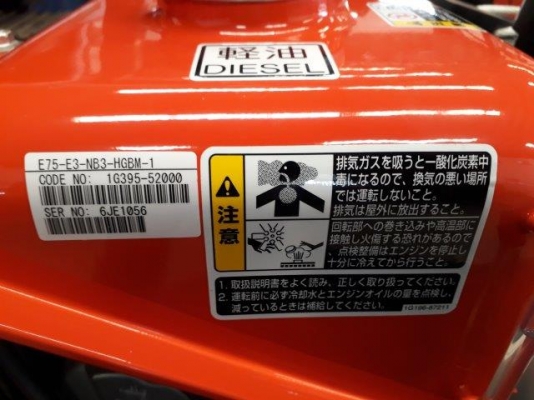 軽油
DIESEL
E75-E3-NB3-HGBM-1
CODE NO: 1G395-52000
SER NO: 6JE1056
注意
排気ガスを吸うと一酸化炭素中
毒になるので、換気の悪い場所
では運転しないこと。
排気は屋外に放出すること。
回転部への巻き込みや高温部に
接触し火傷する恐れがあるので、
点検整備はエンジンを停止し
十分に冷えてから行うこと。
1. 取扱説明書をよく読み、正しく取り扱ってください。
2. 運転前に必ず冷却水とエンジンオイルの量を点検し、
減っているときは補給してください。